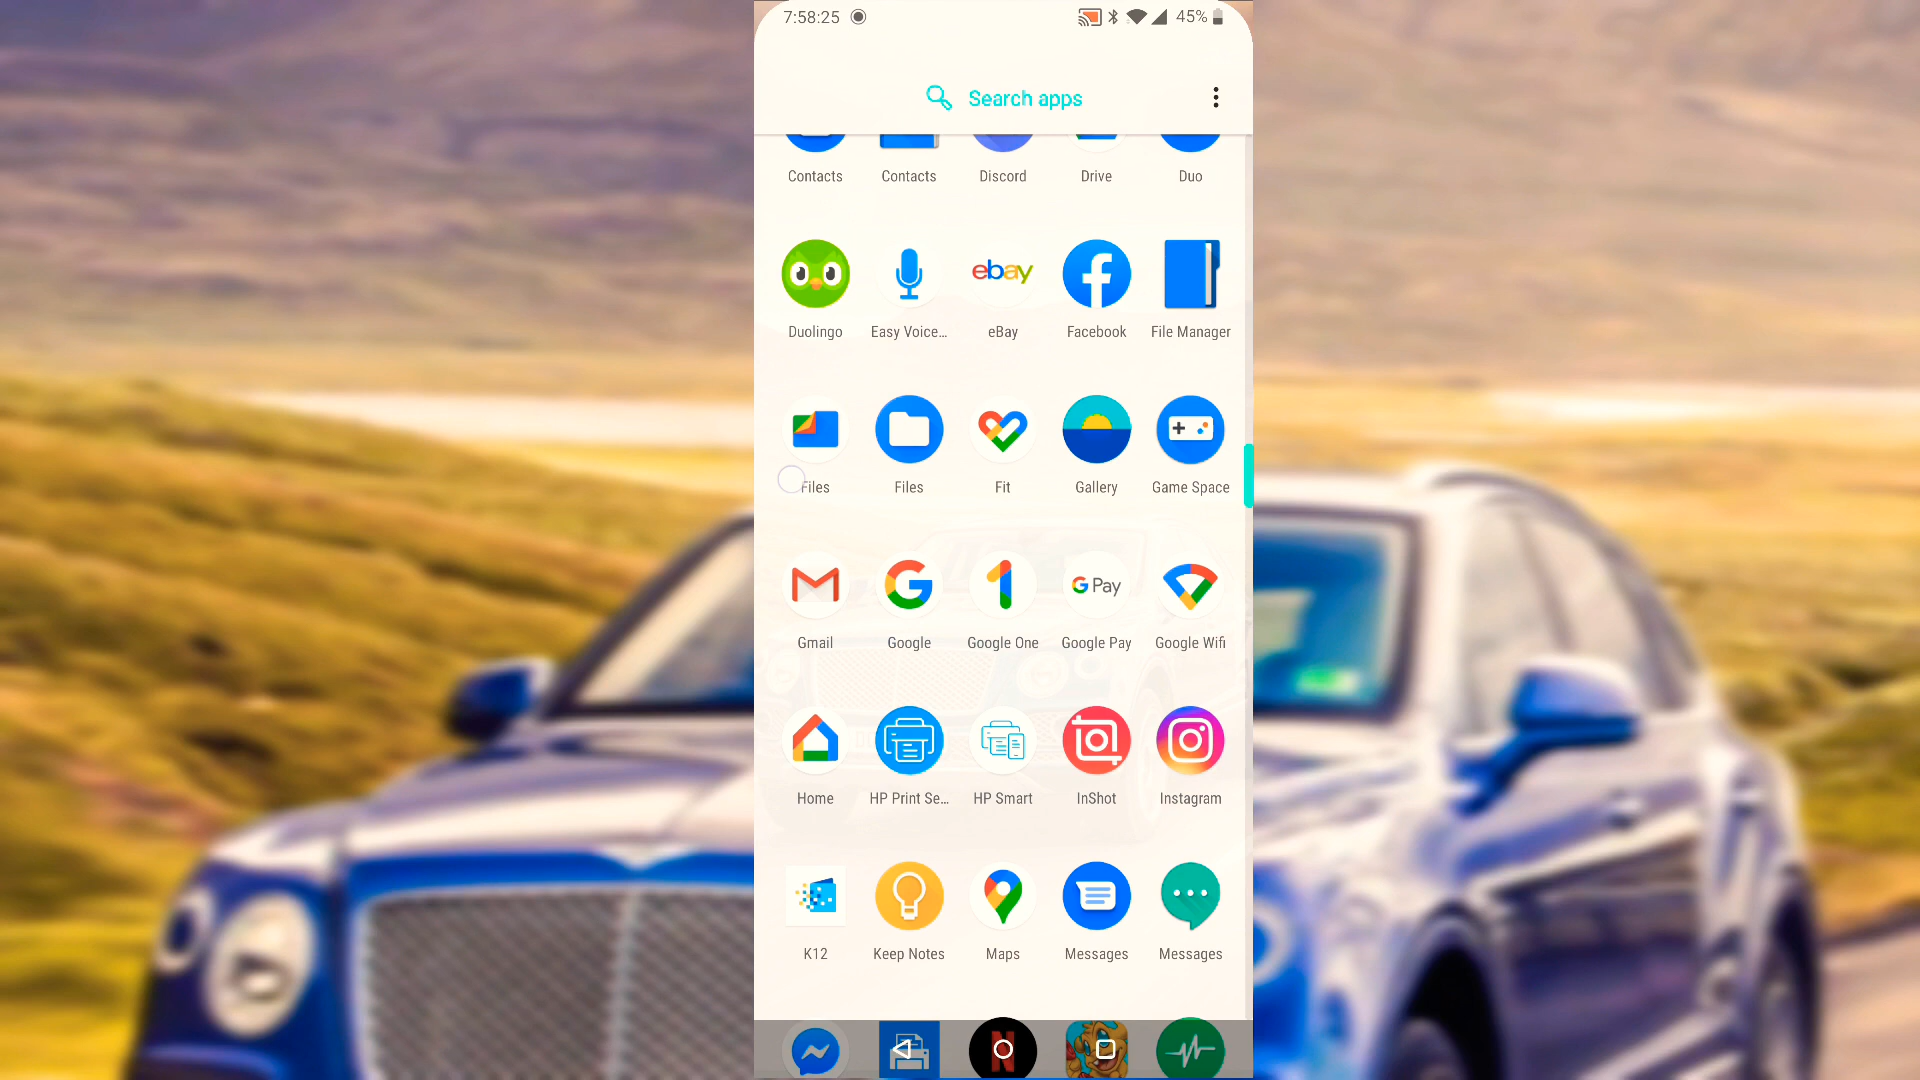 7:58:25 45%
Search apps
Contacts Contacts Discord Drive Duo
ebay
Duolingo Easy Voice... eBay Facebook File Manager
Files Files Fit Gallery Game Space
G Pay
Gmail Google Google One Google Pay Google Wifi
Home HP Print Se... HP Smart InShot Instagram
K12 Keep Notes Maps Messages Messages